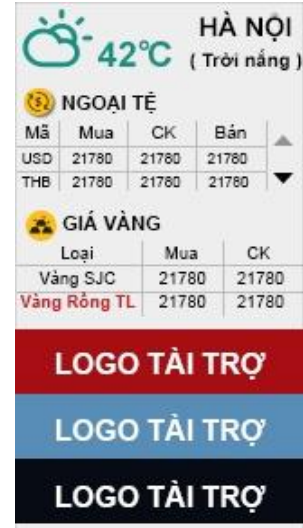 HÀ NỘI
42°C ( Trời nắng )
NGOẠI TỆ
Mã Mua CK Bán
USD 21780 21780 21780
THB 21780 21780 21780
GIÁ VÀNG
Loại Mua CK
Vàng SJC 21780 21780
Vàng Rồng TL 21780 21780
LOGO TÀI TRỢ
LOGO TÀI TRỢ
LOGO TÀI TRỢ